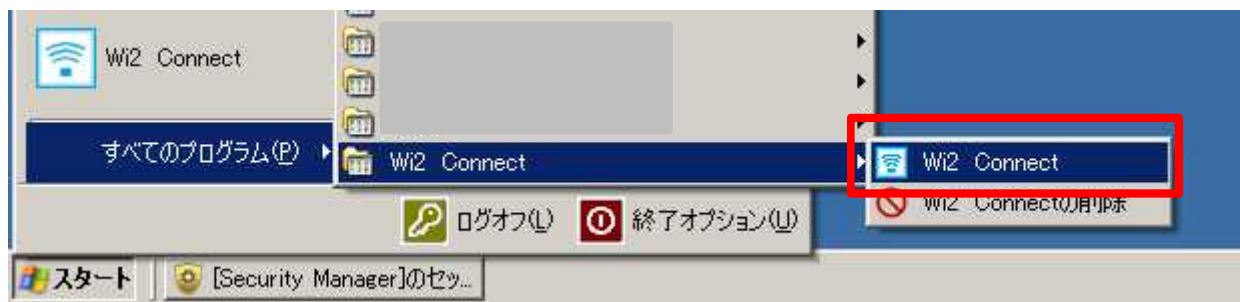 Wi2 Connect
すべてのプログラム(P)
Wi2 Connect
Wi2 Connect
Wi2 Connectの削除
ログオフ(L)
終了オプション(U)
スタート
[Security Manager]のセッ...